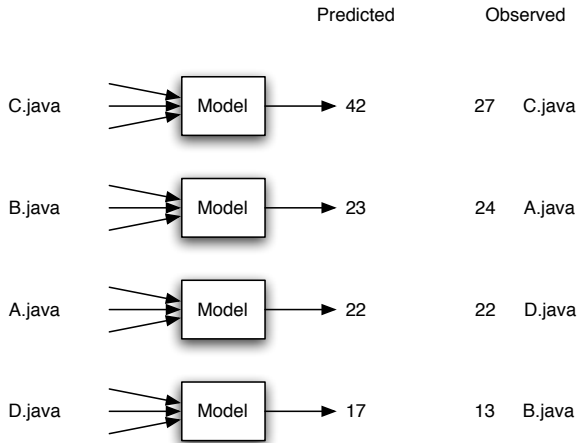 Predicted Observed
C.java Model 42 27 C.java
B.java Model 23 24 A.java
A.java Model 22 22 D.java
D.java Model 17 13 B.java